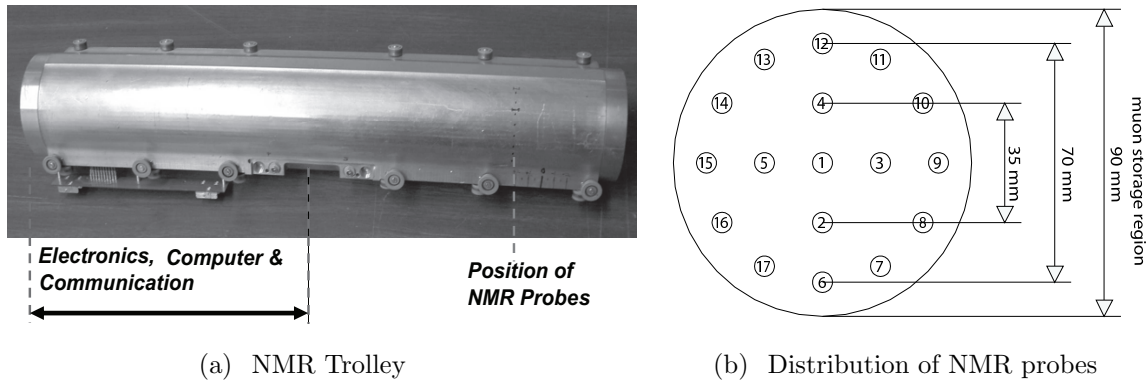 Electronics, Computer &
Communication
Position of
NMR Probes
(a) NMR Trolley
12
13
11
14
4
10
15
5
1
3
9
16
2
8
17
7
6
35 mm
70 mm
90 mm
muon storage region
(b) Distribution of NMR probes